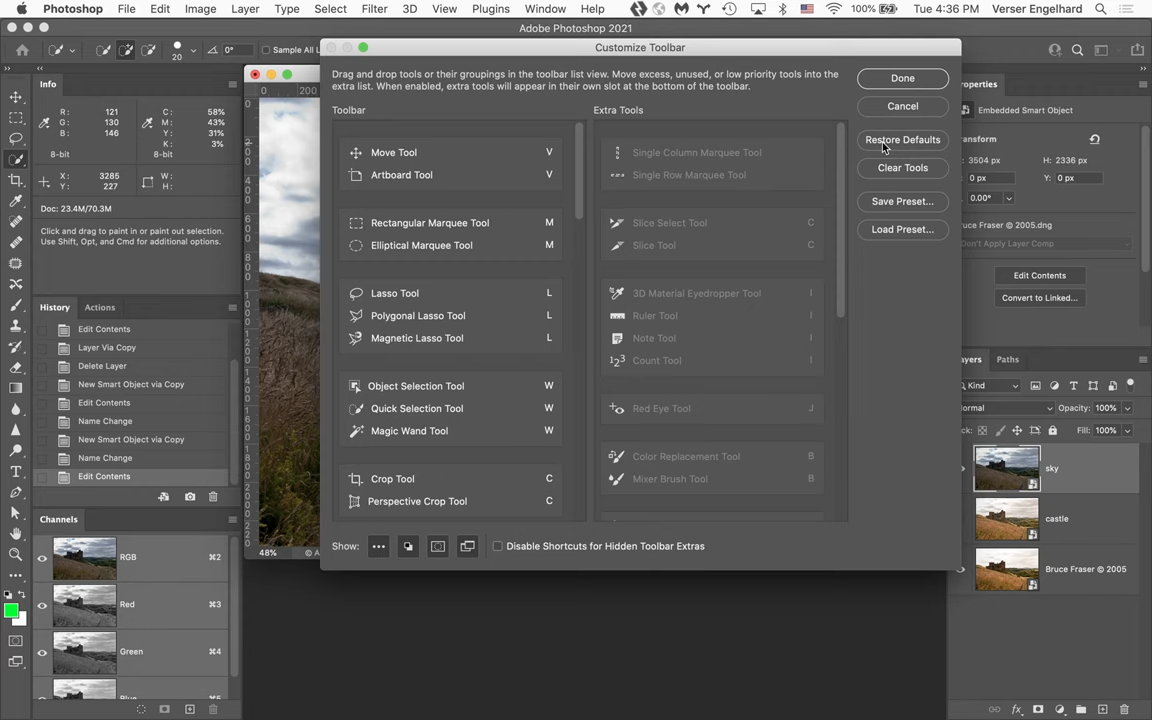 Photoshop File Edit Image Layer Type Select Filter 3D View Plugins Window Help 100% Tue 4:36 PM Verser Engelhard
Adobe Photoshop 2021
20 0° Sample All
Info
R: 121
G: 130
B: 146
8-bit
C: 58%
M: 43%
Y: 31%
K: 3%
8-bit
X: 3285
Y: 227
W:
H:
Doc: 23.4M/70.3M
Click and drag to paint in or paint out selection.
Use Shift, Opt, and Cmd for additional options.
History Actions
Edit Contents
Layer Via Copy
Delete Layer
New Smart Object via Copy
Edit Contents
Name Change
New Smart Object via Copy
Name Change
Edit Contents
Channels
RGB ⌘2
Red ⌘3
Green ⌘4
Blue ⌘5
0 200
48%
Customize Toolbar
Drag and drop tools or their groupings in the toolbar list view. Move excess, unused, or low priority tools into the
extra list. When enabled, extra tools will appear in their own slot at the bottom of the toolbar.
Toolbar
Move Tool V
Artboard Tool V
Rectangular Marquee Tool M
Elliptical Marquee Tool M
Lasso Tool L
Polygonal Lasso Tool L
Magnetic Lasso Tool L
Object Selection Tool W
Quick Selection Tool W
Magic Wand Tool W
Crop Tool C
Perspective Crop Tool C
Extra Tools
Single Column Marquee Tool
Single Row Marquee Tool
Slice Select Tool C
Slice Tool C
3D Material Eyedropper Tool I
Ruler Tool I
Note Tool I
Count Tool I
Red Eye Tool J
Color Replacement Tool B
Mixer Brush Tool B
Show: Disable Shortcuts for Hidden Toolbar Extras
Done
Cancel
Restore Defaults
Clear Tools
Save Preset...
Load Preset...
Properties
Embedded Smart Object
Transform
W: 3504 px H: 2336 px
0 px Y: 0 px
0.00°
Bruce Fraser © 2005.dng
Don't Apply Layer Comp
Edit Contents
Convert to Linked...
Layers Paths
Kind
Normal Opacity: 100%
Lock: Fill: 100%
sky
castle
Bruce Fraser © 2005